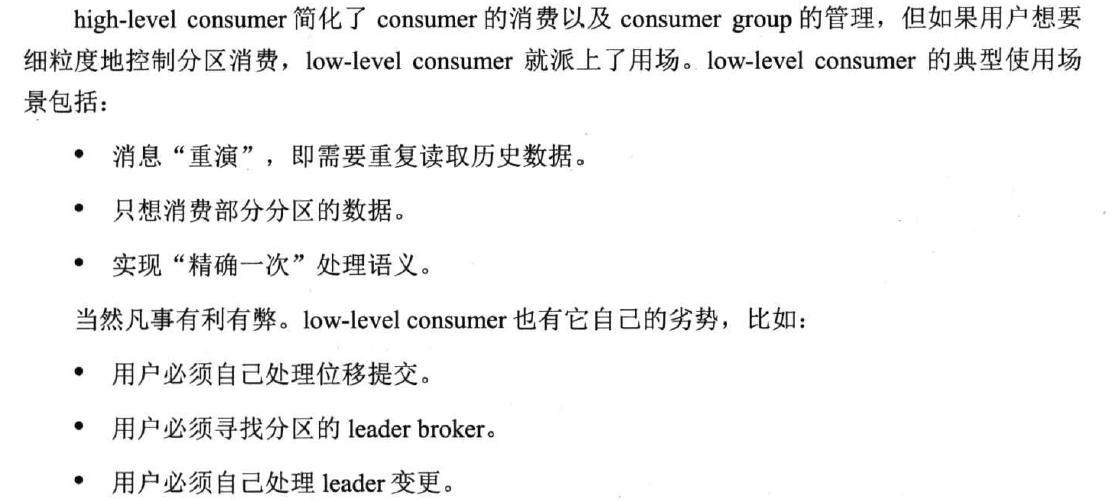 high-level consumer 简化了 consumer 的消费以及 consumer group 的管理，但如果用户想要
细粒度地控制分区消费，low-level consumer 就派上了用场。low-level consumer 的典型使用场
景包括：
• 消息“重演”，即需要重复读取历史数据。
• 只想消费部分分区的数据。
• 实现“精确一次”处理语义。
当然凡事有利有弊。low-level consumer 也有它自己的劣势，比如：
• 用户必须自己处理位移提交。
• 用户必须寻找分区的 leader broker。
• 用户必须自己处理 leader 变更。